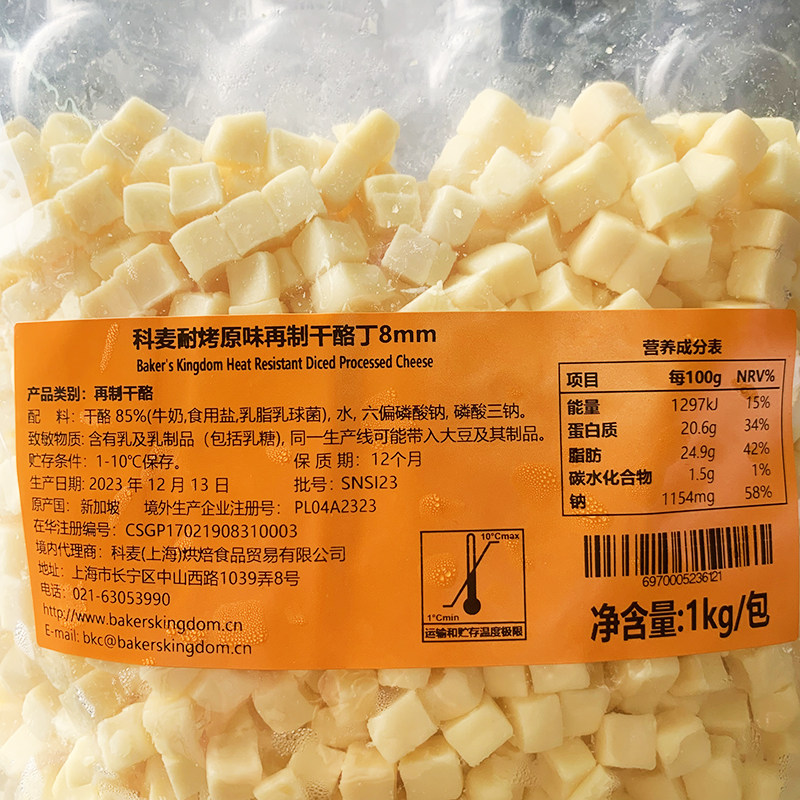 科麦耐烤原味再制干酪丁8mm
Baker's Kingdom Heat Resistant Diced Processed Cheese
产品类别：再制干酪
配　料：干酪 85%(牛奶,食用盐,乳脂乳球菌), 水, 六偏磷酸钠, 磷酸三钠。
致敏物质：含有乳及乳制品（包括乳糖), 同一生产线可能带入大豆及其制品。
贮存条件：1-10℃保存。 保 质 期：12个月
生产日期: 2023 年 12 月 13 日 批号：SNSI23
原产国：新加坡 境外生产企业注册号：PL04A2323
在华注册编号：CSGP17021908310003
境内代理商：科麦(上海)烘焙食品贸易有限公司
地址：上海市长宁区中山西路1039弄8号
电话：021-63053990
http://www.bakerskingdom.cn
E-mail: bkc@bakerskingdom.cn
10°Cmax
1°Cmin
运输和贮存温度极限
营养成分表
项目 每100g NRV%
能量 1297kJ 15%
蛋白质 20.6g 34%
脂肪 24.9g 42%
碳水化合物 1.5g 1%
钠 1154mg 58%
6970005236121
净含量:1kg/包